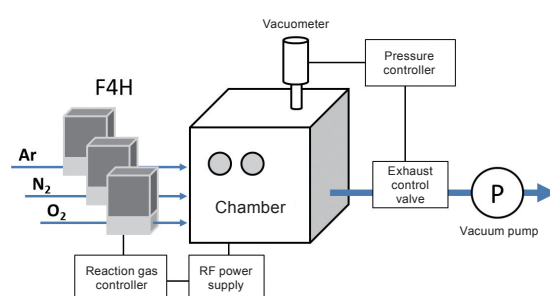 Vacuometer
Pressure
controller
F4H
Ar
N₂
O₂
Chamber
Exhaust
control
valve
P
Vacuum pump
Reaction gas
controller
RF power
supply